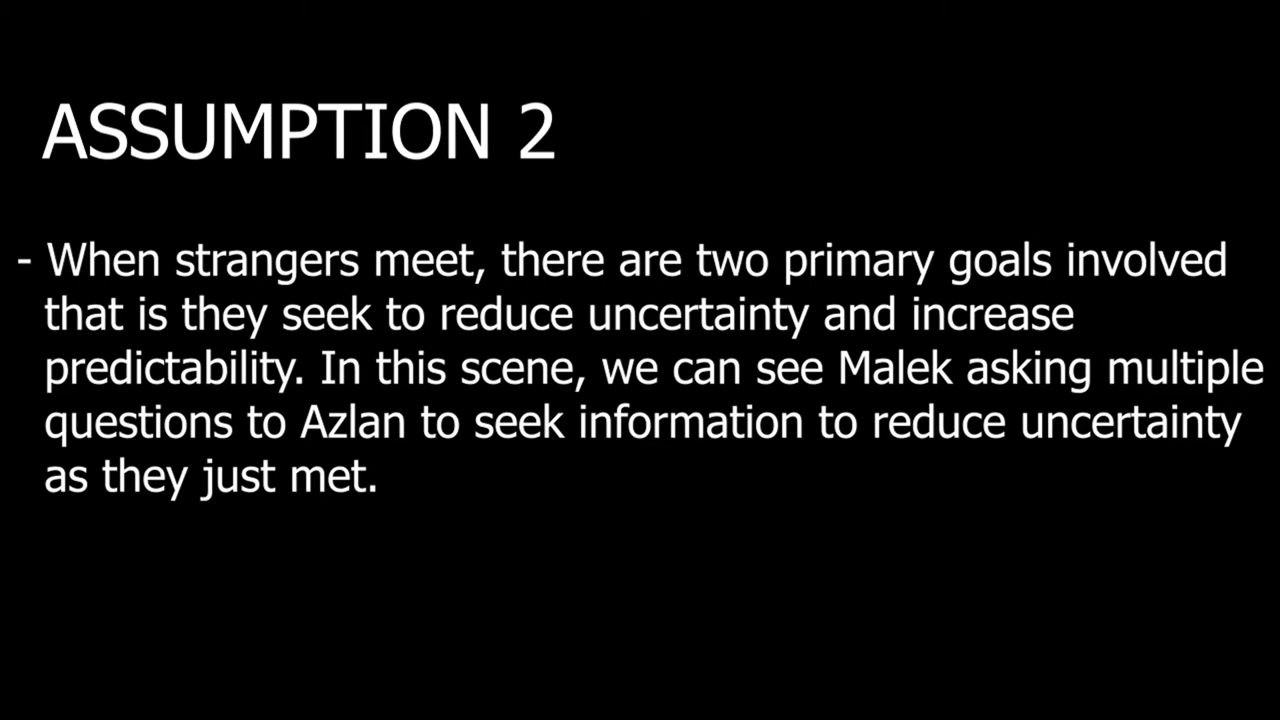 ASSUMPTION 2
- When strangers meet, there are two primary goals involved
that is they seek to reduce uncertainty and increase
predictability. In this scene, we can see Malek asking multiple
questions to Azlan to seek information to reduce uncertainty
as they just met.